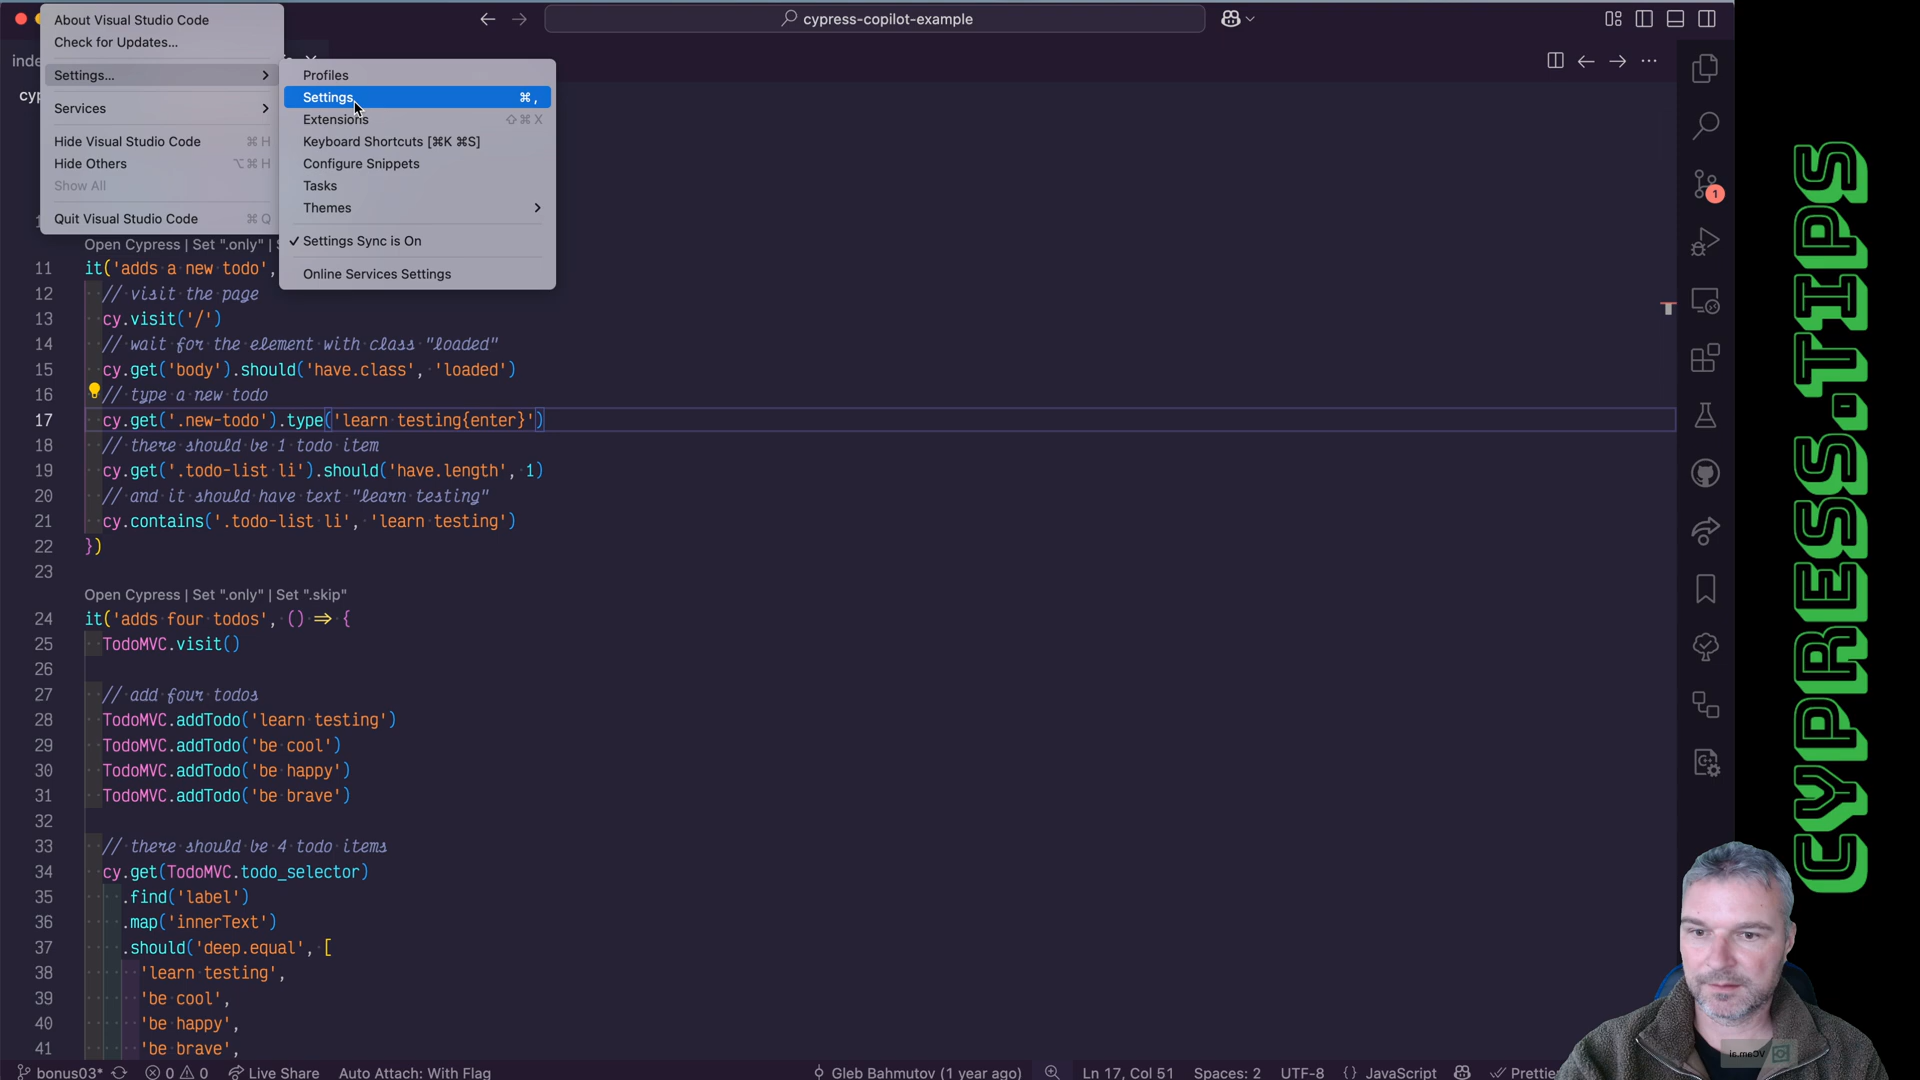 About Visual Studio Code
Check for Updates...
Settings...
Services
Hide Visual Studio Code ⌘ H
Hide Others ⌥ ⌘ H
Show All
Quit Visual Studio Code ⌘ Q
Profiles
Settings ⌘ ,
Extensions ⇧ ⌘ X
Keyboard Shortcuts [⌘K ⌘S]
Configure Snippets
Tasks
Themes
✓ Settings Sync is On
Online Services Settings
cypress-copilot-example
inde
cyp
Open Cypress | Set ".only" | S
11 it('adds a new todo',
12 // visit the page
13 cy.visit('/')
14 // wait for the element with class "loaded"
15 cy.get('body').should('have.class', 'loaded')
16 // type a new todo
17 cy.get('.new-todo').type('learn testing{enter}')
18 // there should be 1 todo item
19 cy.get('.todo-list li').should('have.length', 1)
20 // and it should have text "learn testing"
21 cy.contains('.todo-list li', 'learn testing')
22 })
23
Open Cypress | Set ".only" | Set ".skip"
24 it('adds four todos', () => {
25 TodoMVC.visit()
26
27 // add four todos
28 TodoMVC.addTodo('learn testing')
29 TodoMVC.addTodo('be cool')
30 TodoMVC.addTodo('be happy')
31 TodoMVC.addTodo('be brave')
32
33 // there should be 4 todo items
34 cy.get(TodoMVC.todo_selector)
35 .find('label')
36 .map('innerText')
37 .should('deep.equal', [
38 'learn testing',
39 'be cool',
40 'be happy',
41 'be brave',
bonus03* 0 0 Live Share Auto Attach: With Flag Gleb Bahmutov (1 year ago) Ln 17, Col 51 Spaces: 2 UTF-8 {} JavaScript Prettie
1
CYPRESS.TIPS
VCam.ai